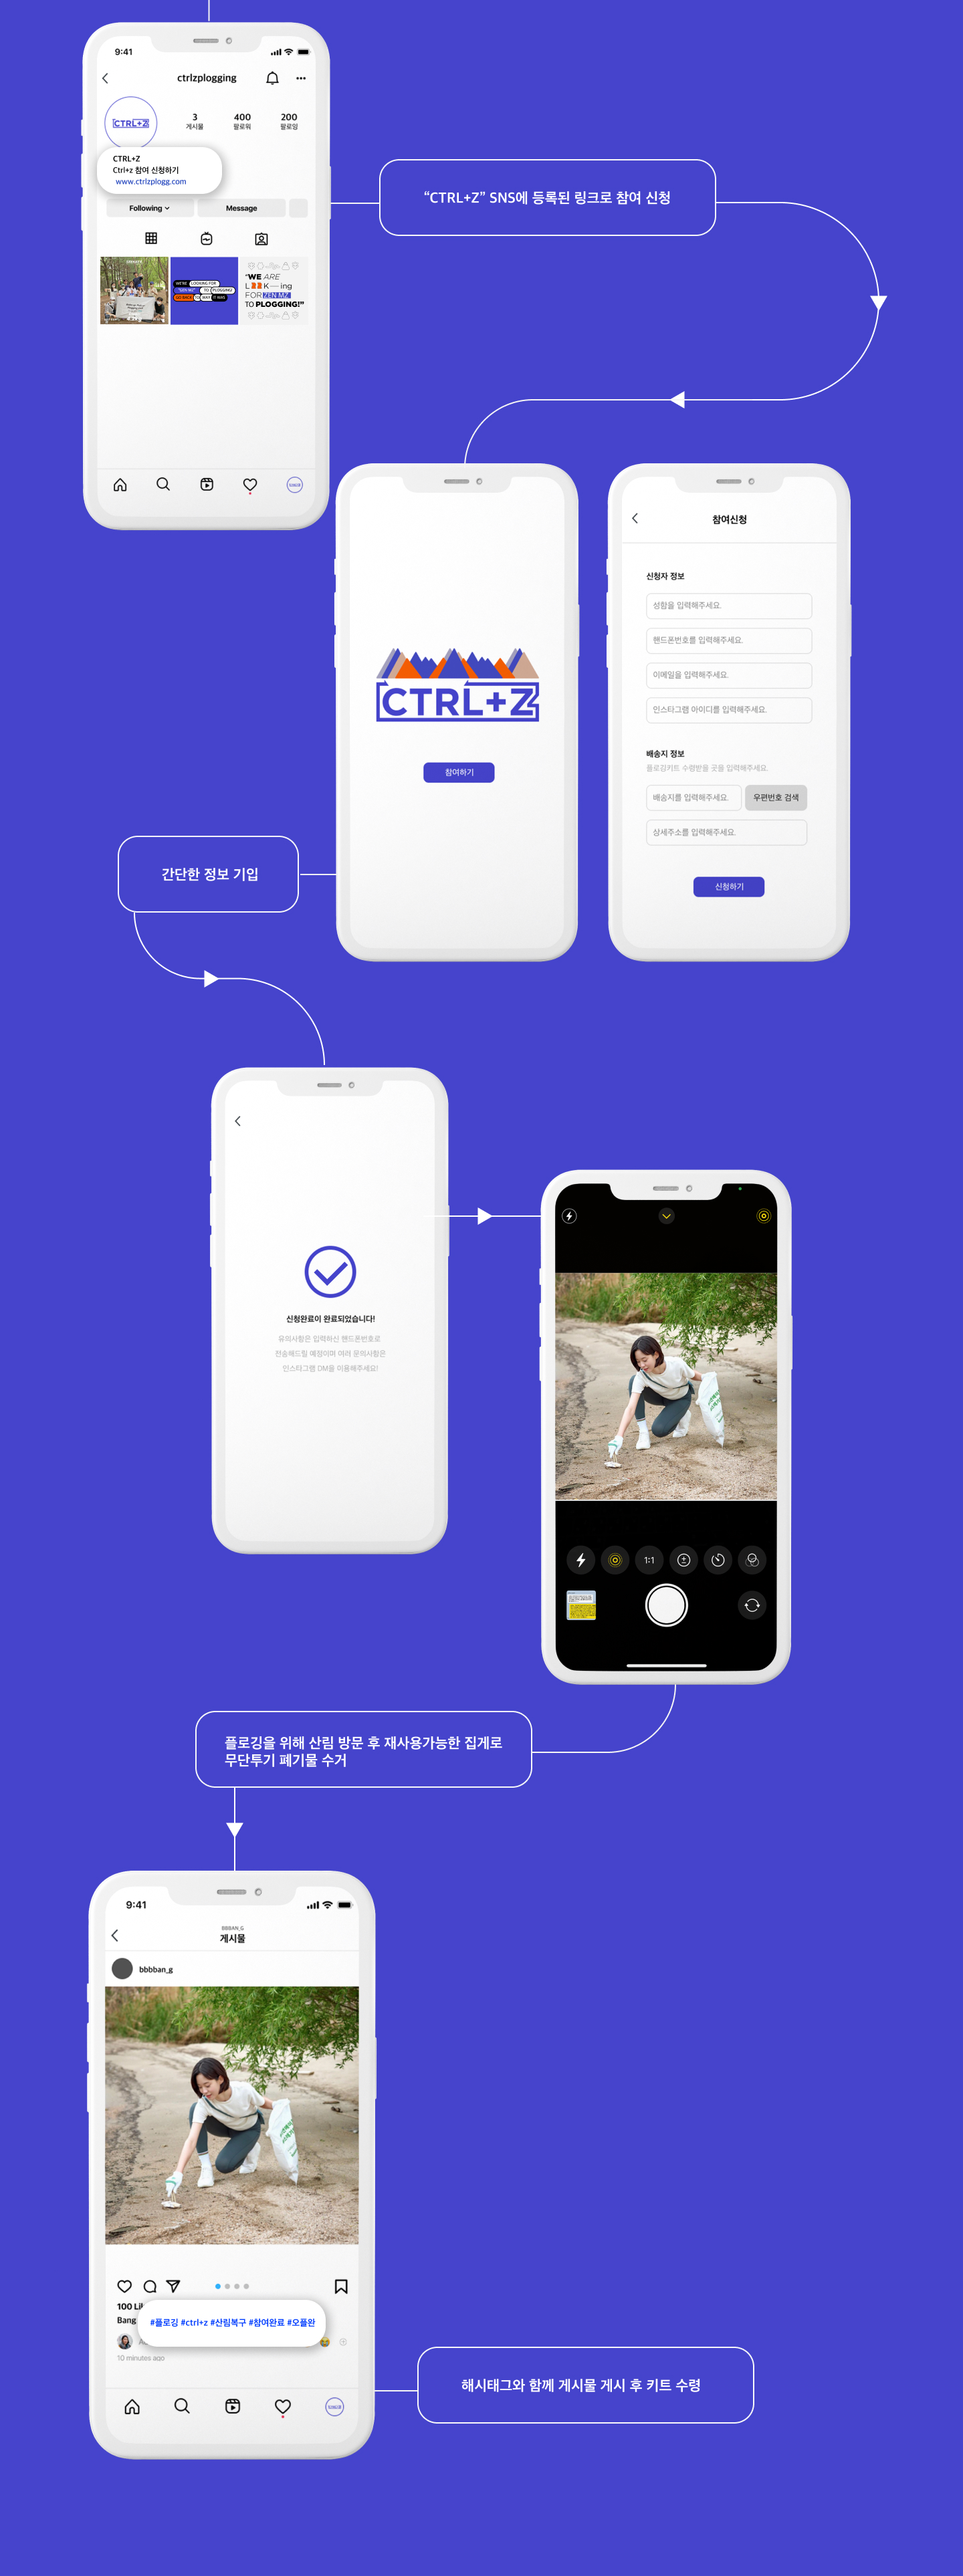 9:41
ctrlzplogging
CTRL+Z
3 400 200
게시물 팔로워 팔로잉
CTRL+Z
Ctrl+z 참여 신청하기
www.ctrlzplogg.com
Following Message
WE'RE LOOKING FOR
"GEN MZ" TO PLOGGING
GO BACK TO WAY IT WAS
"WE ARE
L K ing
FOR ZEN MZ
TO PLOGGING!"
“CTRL+Z” SNS에 등록된 링크로 참여 신청
CTRL+Z
참여하기
참여신청
신청자 정보
성함을 입력해주세요.
핸드폰번호를 입력해주세요.
이메일을 입력해주세요.
인스타그램 아이디를 입력해주세요.
배송지 정보
플로깅키트 수령받을 곳을 입력해주세요.
배송지를 입력해주세요. 우편번호 검색
상세주소를 입력해주세요.
신청하기
간단한 정보 기입
신청완료이 완료되었습니다!
유의사항은 입력하신 핸드폰번호로
전송해드릴 예정이며 여러 문의사항은
인스타그램 DM을 이용해주세요!
1:1
플로깅을 위해 산림 방문 후 재사용가능한 집게로
무단투기 폐기물 수거
9:41
BBBAN_G
게시물
bbbban_g
100 Li
Bang
#플로깅 #ctrl+z #산림복구 #참여완료 #오플완
10 minutes ago
해시태그와 함께 게시물 게시 후 키트 수령